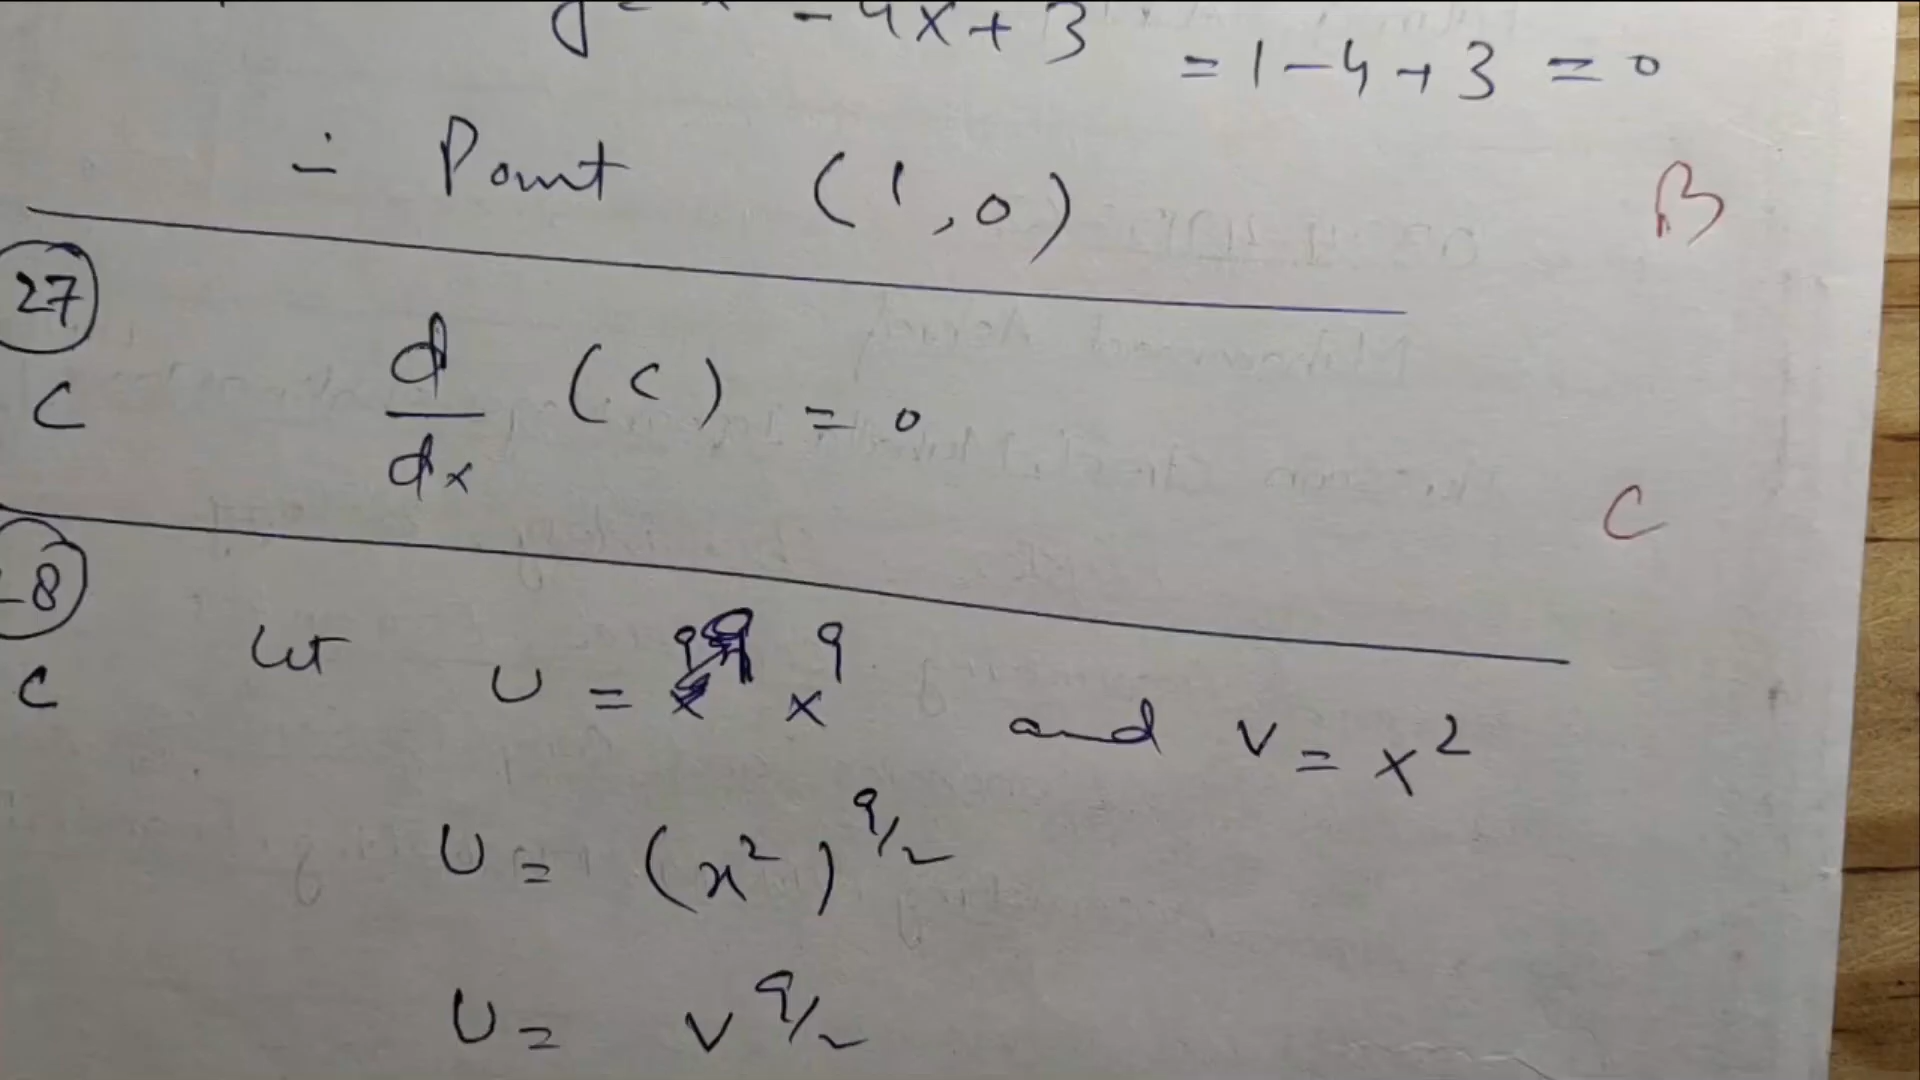 y = x - 4x + 3 = 1 - 4 + 3 = 0
∴ Point (1, 0) B
27
C d/dx (c) = 0
C
28
Let U = x^9 and v = x^2
C
U = (x^2)^9/2
U = v^9/2